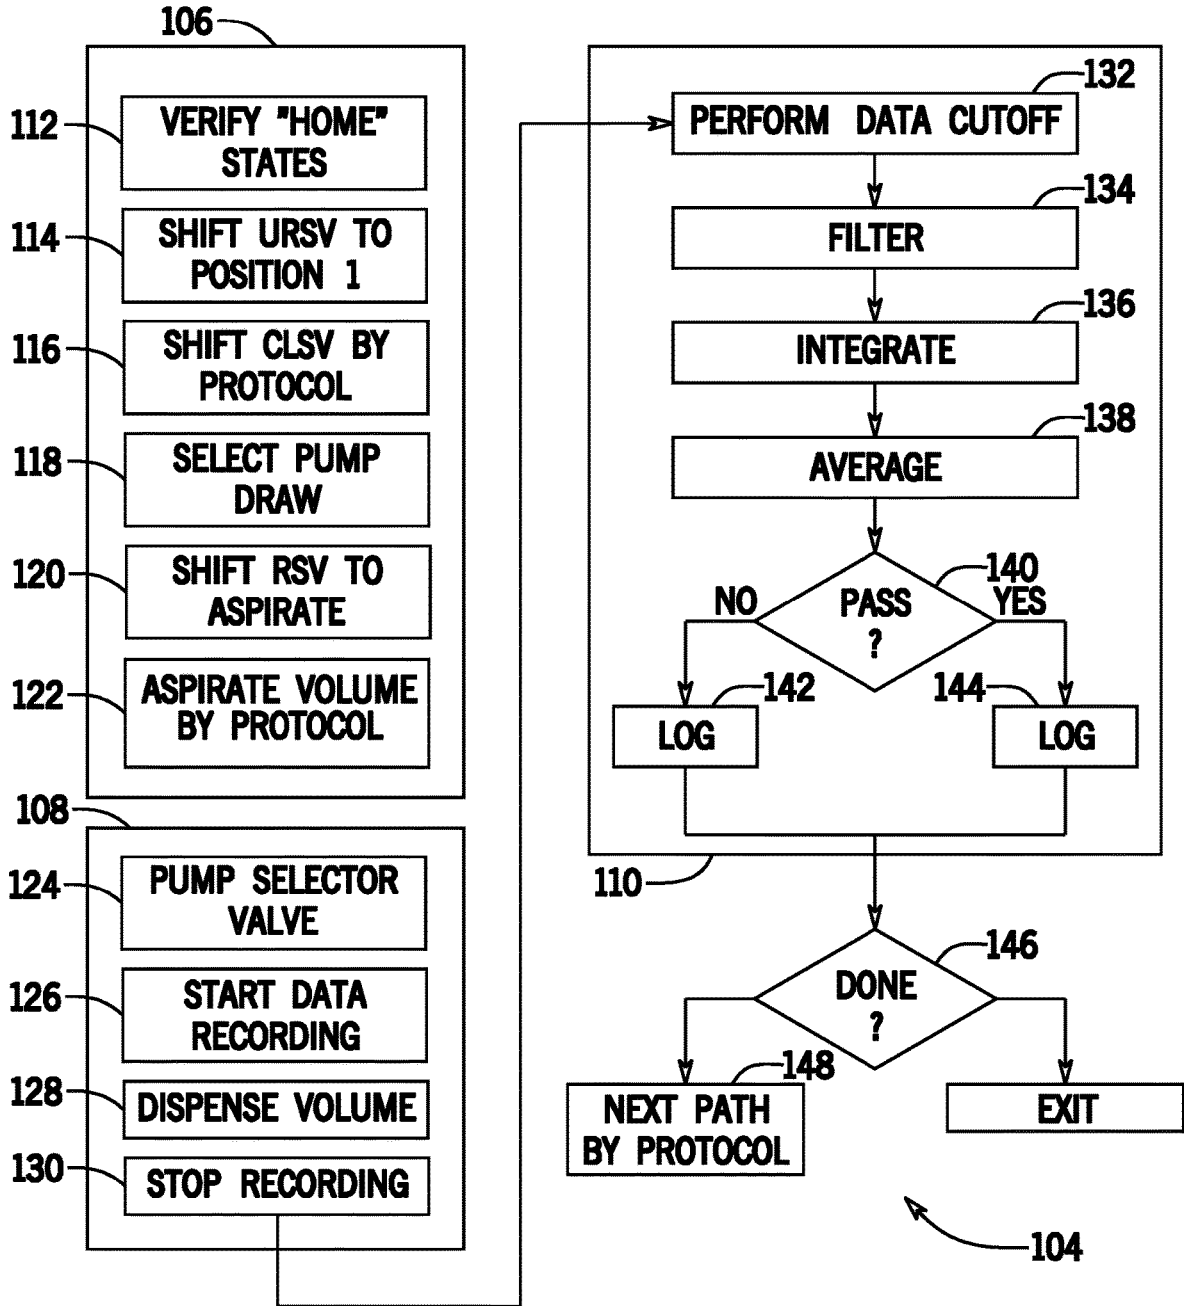 106
112
VERIFY "HOME"
STATES
114
SHIFT URSV TO
POSITION 1
116
SHIFT CLSV BY
PROTOCOL
118
SELECT PUMP
DRAW
120
SHIFT RSV TO
ASPIRATE
122
ASPIRATE VOLUME
BY PROTOCOL
108
124
PUMP SELECTOR
VALVE
126
START DATA
RECORDING
128
DISPENSE VOLUME
130
STOP RECORDING
132
PERFORM DATA CUTOFF
134
FILTER
136
INTEGRATE
138
AVERAGE
140
NO
PASS
?
YES
142
LOG
144
LOG
110
146
DONE
?
148
NEXT PATH
BY PROTOCOL
EXIT
104